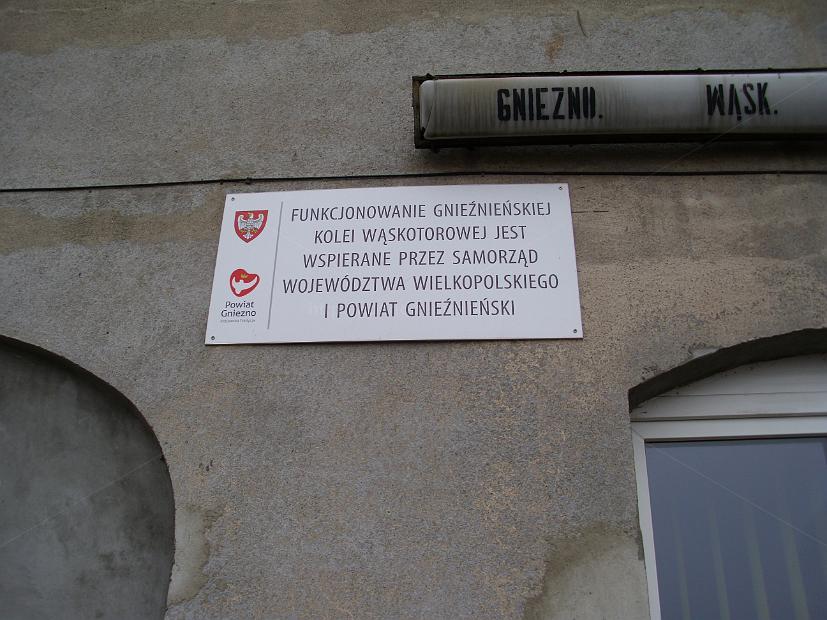 GNIEZNO. WĄSK.
FUNKCJONOWANIE GNIEŹNIEŃSKIEJ
KOLEI WĄSKOTOROWEJ JEST
WSPIERANE PRZEZ SAMORZĄD
WOJEWÓDZTWA WIELKOPOLSKIEGO
I POWIAT GNIEŹNIEŃSKI
Powiat
Gniezno